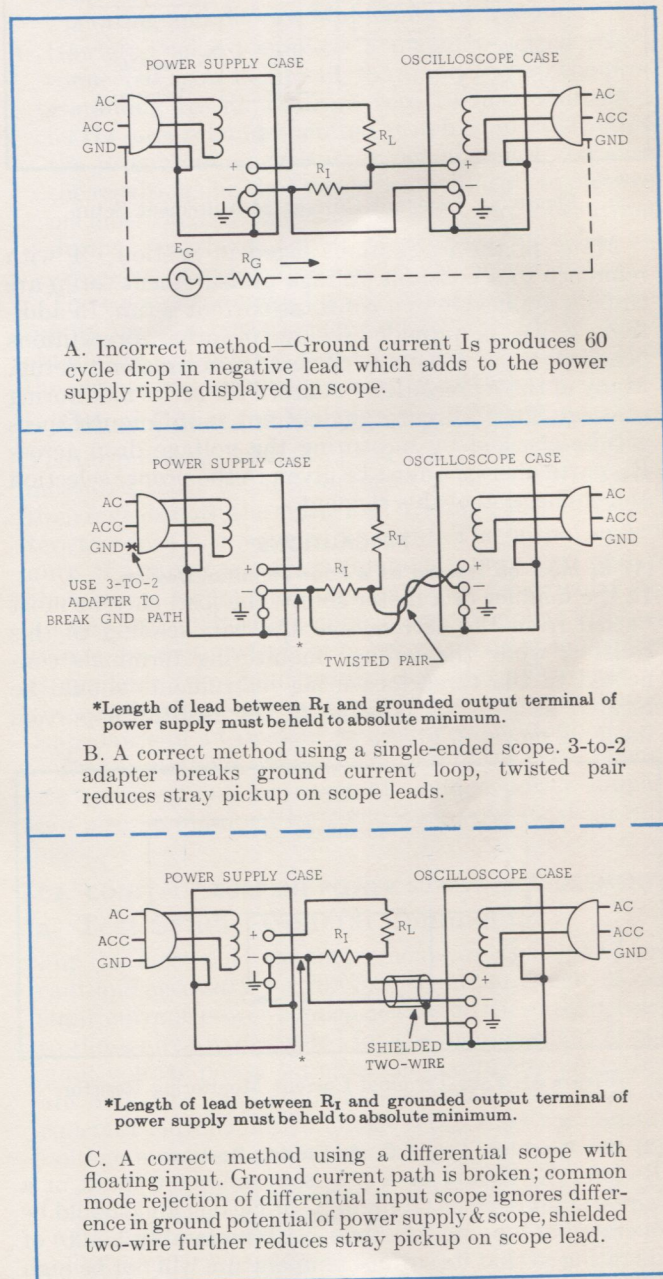 POWER SUPPLY CASE
OSCILLOSCOPE CASE
AC
ACC
GND
+
−
RI
RL
+
−
AC
ACC
GND
EG
RG
A. Incorrect method—Ground current IS produces 60
cycle drop in negative lead which adds to the power
supply ripple displayed on scope.
POWER SUPPLY CASE
OSCILLOSCOPE CASE
AC
ACC
GND
USE 3-TO-2
ADAPTER TO
BREAK GND PATH
+
−
RI
RL
*
+
−
AC
ACC
GND
TWISTED PAIR
*Length of lead between RI and grounded output terminal of
power supply must be held to absolute minimum.
B. A correct method using a single-ended scope. 3-to-2
adapter breaks ground current loop, twisted pair
reduces stray pickup on scope leads.
POWER SUPPLY CASE
OSCILLOSCOPE CASE
AC
ACC
GND
+
−
RI
RL
*
+
−
AC
ACC
GND
SHIELDED
TWO-WIRE
*Length of lead between RI and grounded output terminal of
power supply must be held to absolute minimum.
C. A correct method using a differential scope with
floating input. Ground current path is broken; common
mode rejection of differential input scope ignores differ-
ence in ground potential of power supply & scope, shielded
two-wire further reduces stray pickup on scope lead.